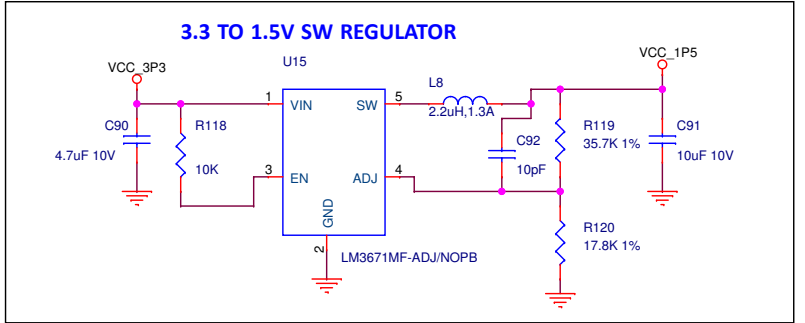 3.3 TO 1.5V SW REGULATOR
VCC_3P3
VCC_1P5
U15
L8
1
VIN
SW
5
2.2uH,1.3A
C90
R118
C92
R119
C91
4.7uF 10V
10K
10pF
35.7K 1%
10uF 10V
3
EN
ADJ
4
GND
2
R120
17.8K 1%
LM3671MF-ADJ/NOPB